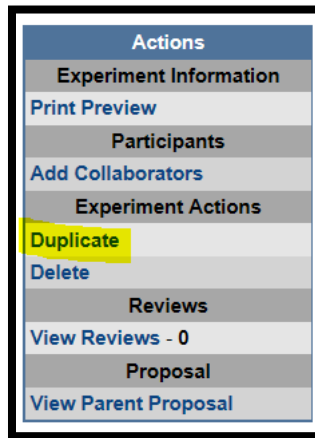 Actions
Experiment Information
Print Preview
Participants
Add Collaborators
Experiment Actions
Duplicate
Delete
Reviews
View Reviews - 0
Proposal
View Parent Proposal